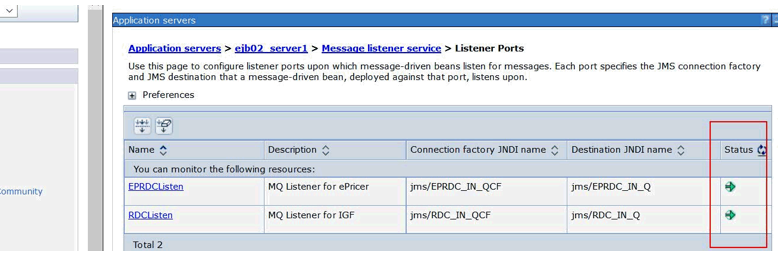 Application servers
?
Application servers > ejb02_server1 > Message listener service > Listener Ports
Use this page to configure listener ports upon which message-driven beans listen for messages. Each port specifies the JMS connection factory
and JMS destination that a message-driven bean, deployed against that port, listens upon.
Preferences
Name Description Connection factory JNDI name Destination JNDI name Status
You can monitor the following resources:
EPRDCListen MQ Listener for ePricer jms/EPRDC_IN_QCF jms/EPRDC_IN_Q
ommunity
RDCListen MQ Listener for IGF jms/RDC_IN_QCF jms/RDC_IN_Q
Total 2